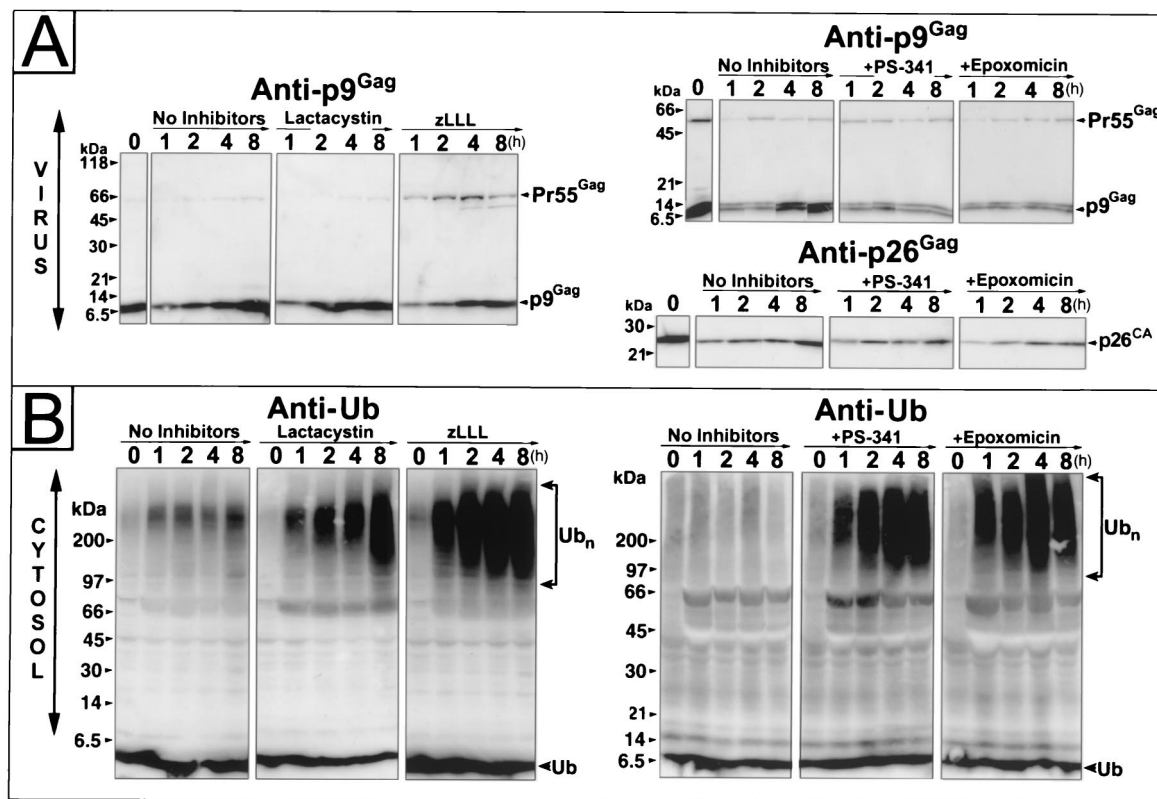 A
VIRUS
Anti-p9Gag
No Inhibitors Lactacystin zLLL
0 1 2 4 8 1 2 4 8 1 2 4 8(h)
kDa
118
66
45
30
21
14
6.5
Pr55Gag
p9Gag
Anti-p9Gag
No Inhibitors +PS-341 +Epoxomicin
0 1 2 4 8 1 2 4 8 1 2 4 8(h)
kDa
66
45
21
14
6.5
Pr55Gag
p9Gag
Anti-p26Gag
No Inhibitors +PS-341 +Epoxomicin
kDa 0 1 2 4 8 1 2 4 8 1 2 4 8(h)
30
21
p26CA
B
CYTOSOL
Anti-Ub
No Inhibitors Lactacystin zLLL
0 1 2 4 8 0 1 2 4 8 0 1 2 4 8(h)
kDa
200
97
66
45
30
14
6.5
Ubn
Ub
Anti-Ub
No Inhibitors +PS-341 +Epoxomicin
0 1 2 4 8 0 1 2 4 8 0 1 2 4 8(h)
kDa
200
97
66
45
30
21
14
6.5
Ubn
Ub